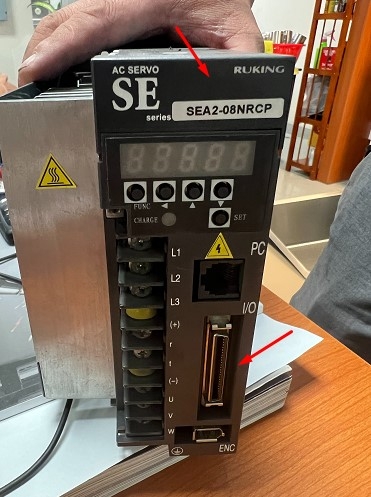 AC SERVO
RUKING
SE
series
SEA2-08NRCP
FUNC
CHARGE
SET
L1
PC
L2
L3
I/O
(+)
r
t
(-)
U
V
W
ENC